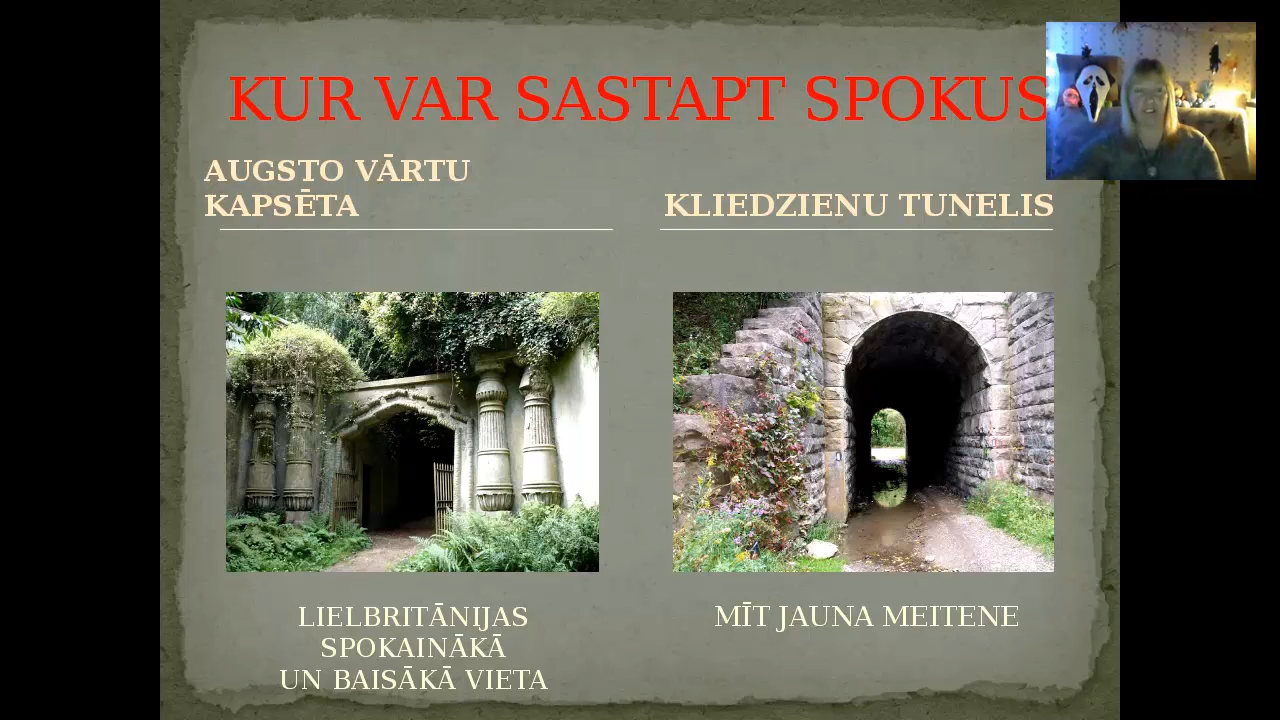 KUR VAR SASTAPT SPOKUS
AUGSTO VĀRTU
KAPSĒTA
KLIEDZIENU TUNELIS
LIELBRITĀNIJAS
SPOKAINĀKĀ
UN BAISĀKĀ VIETA
MĪT JAUNA MEITENE